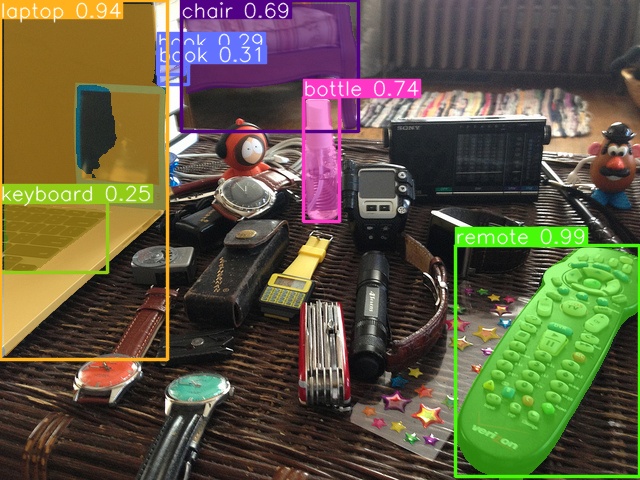 laptop 0.94
chair 0.69
book 0.29
book 0.31
bottle 0.74
SONY
keyboard 0.25
remote 0.99
verizon